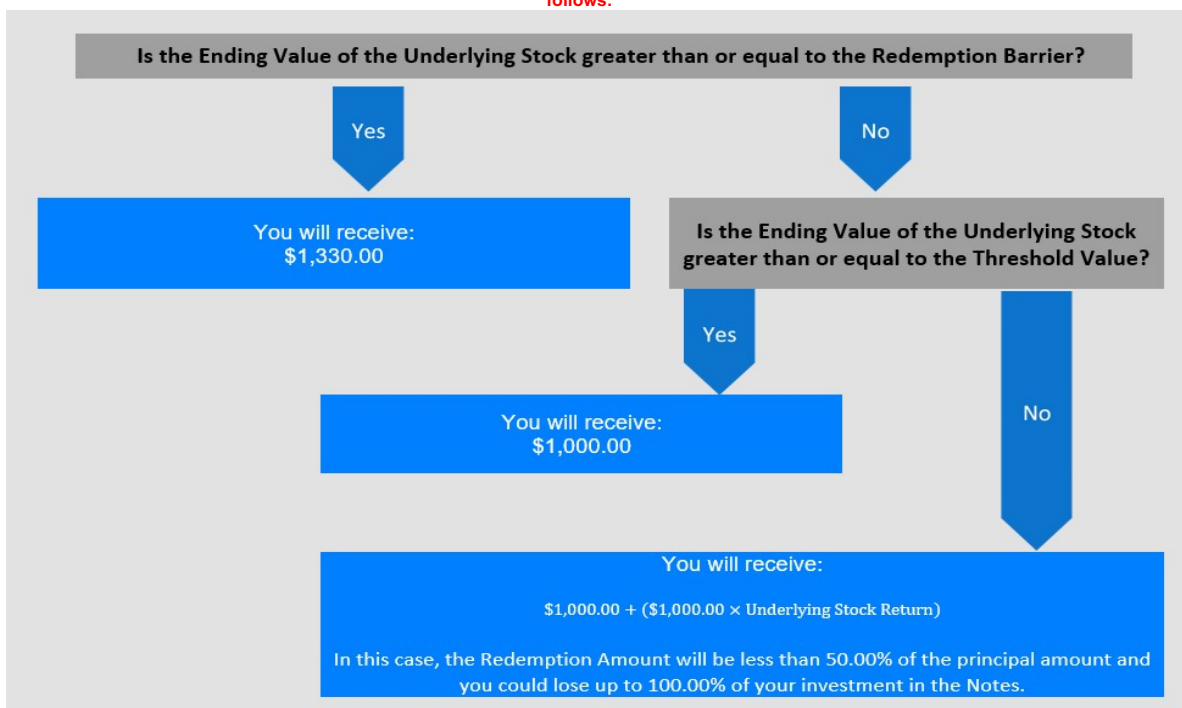 follows:
Is the Ending Value of the Underlying Stock greater than or equal to the Redemption Barrier?
Yes
No
You will receive:
$1,330.00
Is the Ending Value of the Underlying Stock
greater than or equal to the Threshold Value?
Yes
No
You will receive:
$1,000.00
You will receive:
$1,000.00 + ($1,000.00 × Underlying Stock Return)
In this case, the Redemption Amount will be less than 50.00% of the principal amount and
you could lose up to 100.00% of your investment in the Notes.